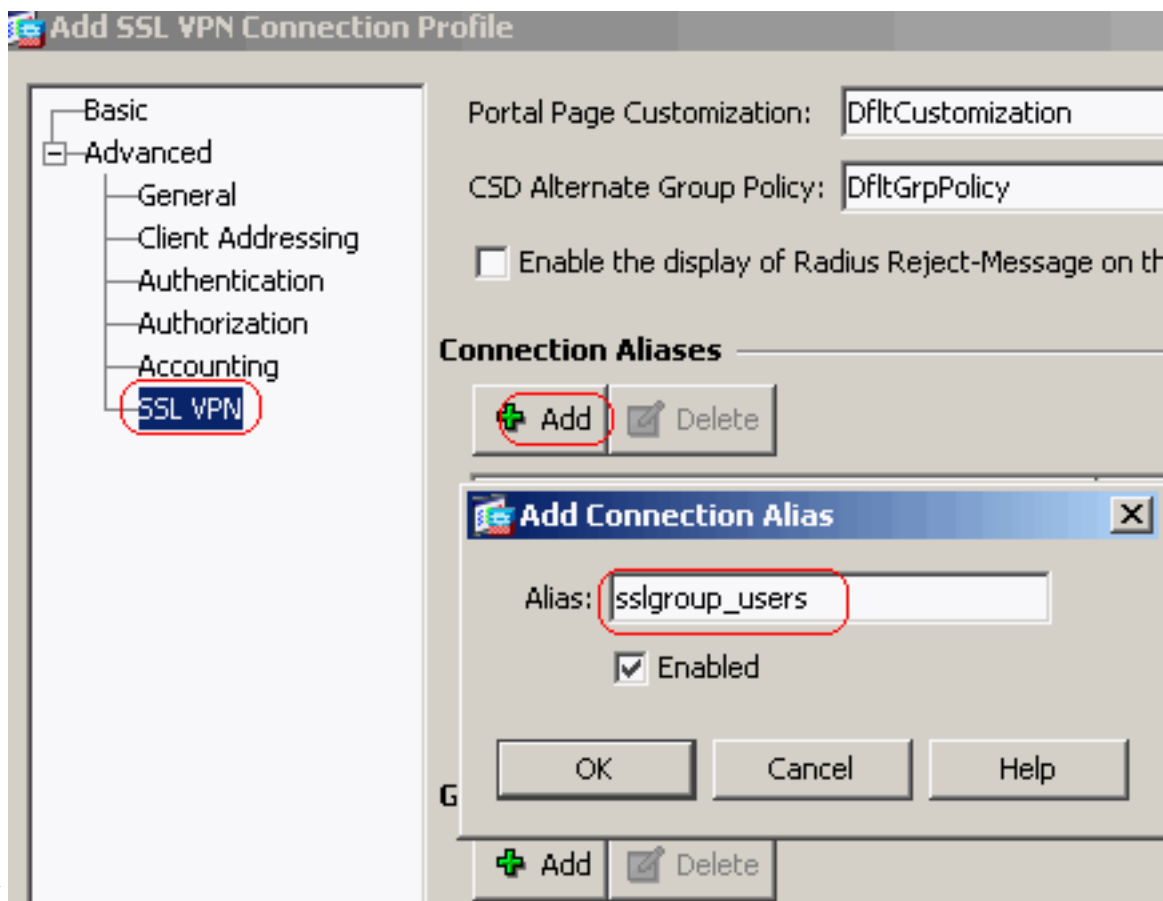 Add SSL VPN Connection Profile
Basic
Advanced
General
Client Addressing
Authentication
Authorization
Accounting
SSL VPN
Portal Page Customization: DfltCustomization
CSD Alternate Group Policy: DfltGrpPolicy
Enable the display of Radius Reject-Message on th
Connection Aliases
Add Delete
Add Connection Alias
Alias: sslgroup_users
Enabled
OK Cancel Help
G
Add Delete